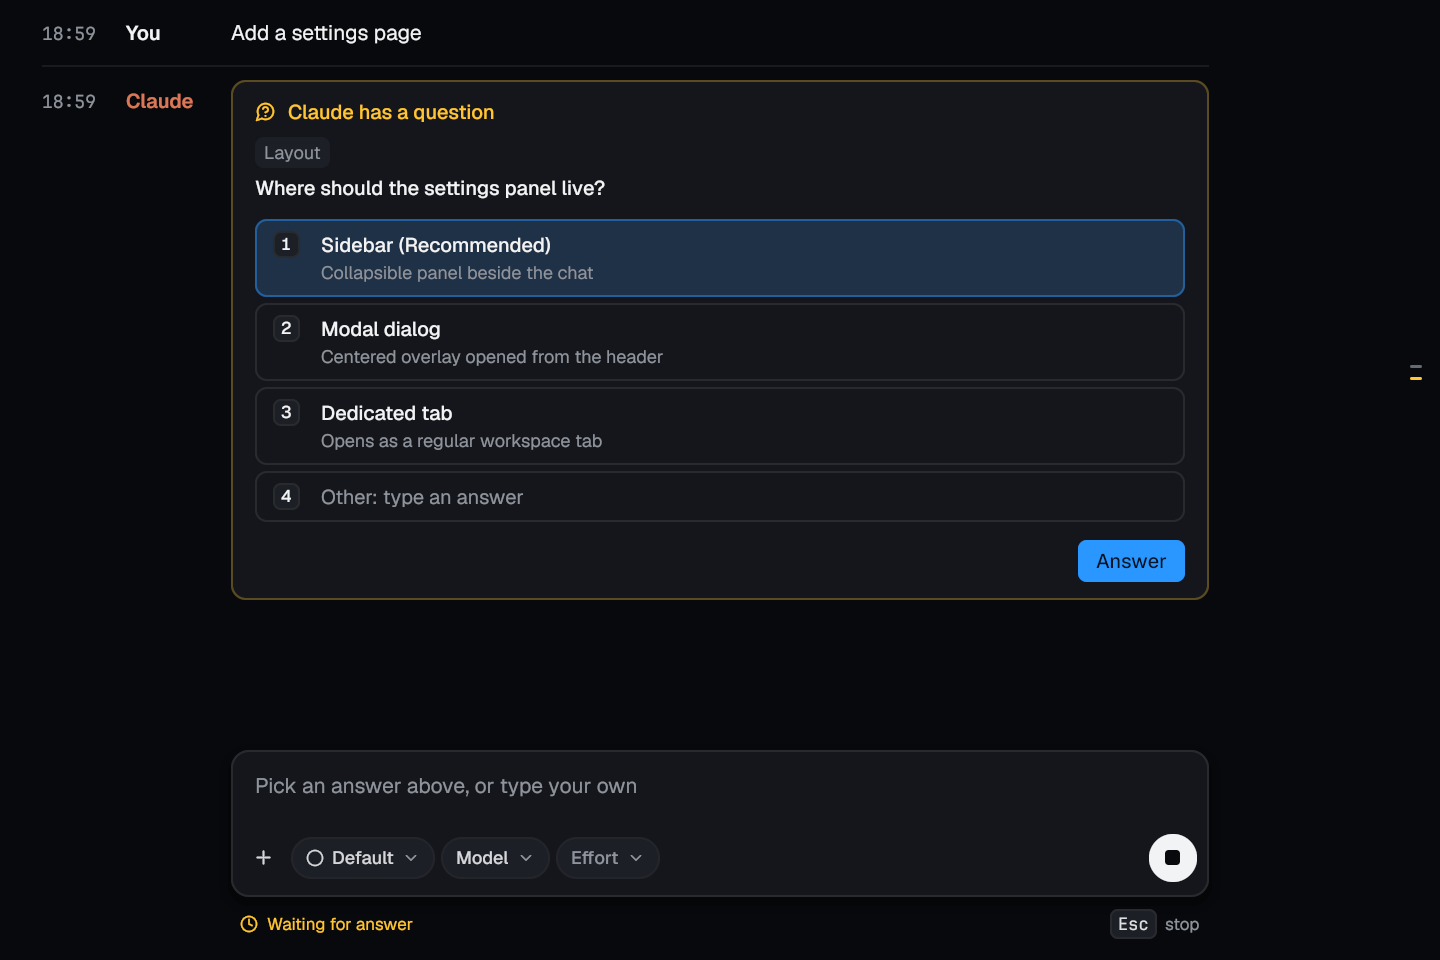 18:59 You Add a settings page
18:59 Claude
Claude has a question
Layout
Where should the settings panel live?
1 Sidebar (Recommended)
Collapsible panel beside the chat
2 Modal dialog
Centered overlay opened from the header
3 Dedicated tab
Opens as a regular workspace tab
4 Other: type an answer
Answer
Pick an answer above, or type your own
Default Model Effort
Waiting for answer Esc stop